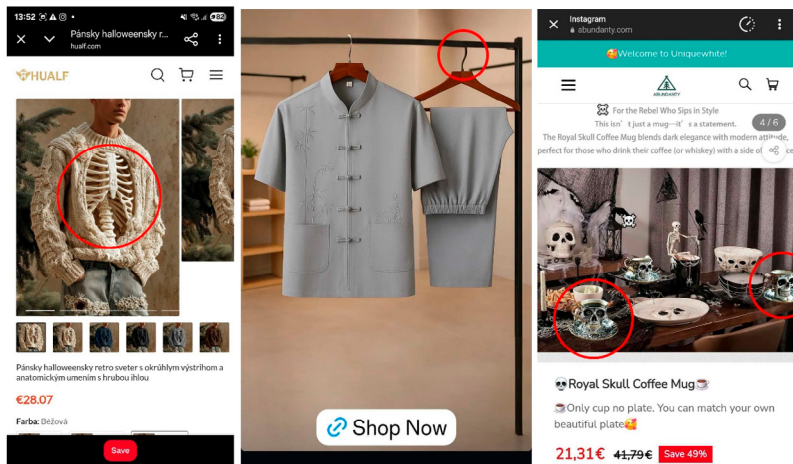 13:52
82
Pánsky halloweensky r...
hualf.com
HUALF
Pánsky halloweensky retro sveter s okrúhlym výstrihom a
anatomickým umením s hrubou ihlou
€28.07
Farba: Béžová
Save
Shop Now
Instagram
abundanty.com
🥰Welcome to Uniquewhite!
ABUNDANTY
☠️ For the Rebel Who Sips in Style
This isn’t just a mug—it’s a statement.
4 / 6
The Royal Skull Coffee Mug blends dark elegance with modern attitude,
perfect for those who drink their coffee (or whiskey) with a side of
💀Royal Skull Coffee Mug☕
☕Only cup no plate. You can match your own
beautiful plate🥰
21,31€ 41,79€ Save 49%